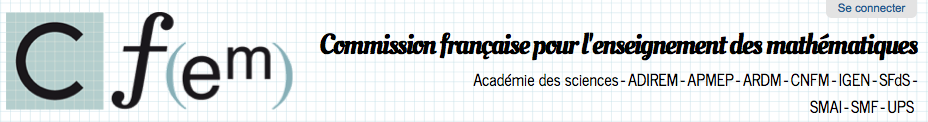 Se connecter
C f(em)
Commission française pour l'enseignement des mathématiques
Académie des sciences - ADIREM - APMEP - ARDM - CNFM - IGEN - SFdS -
SMAI - SMF - UPS